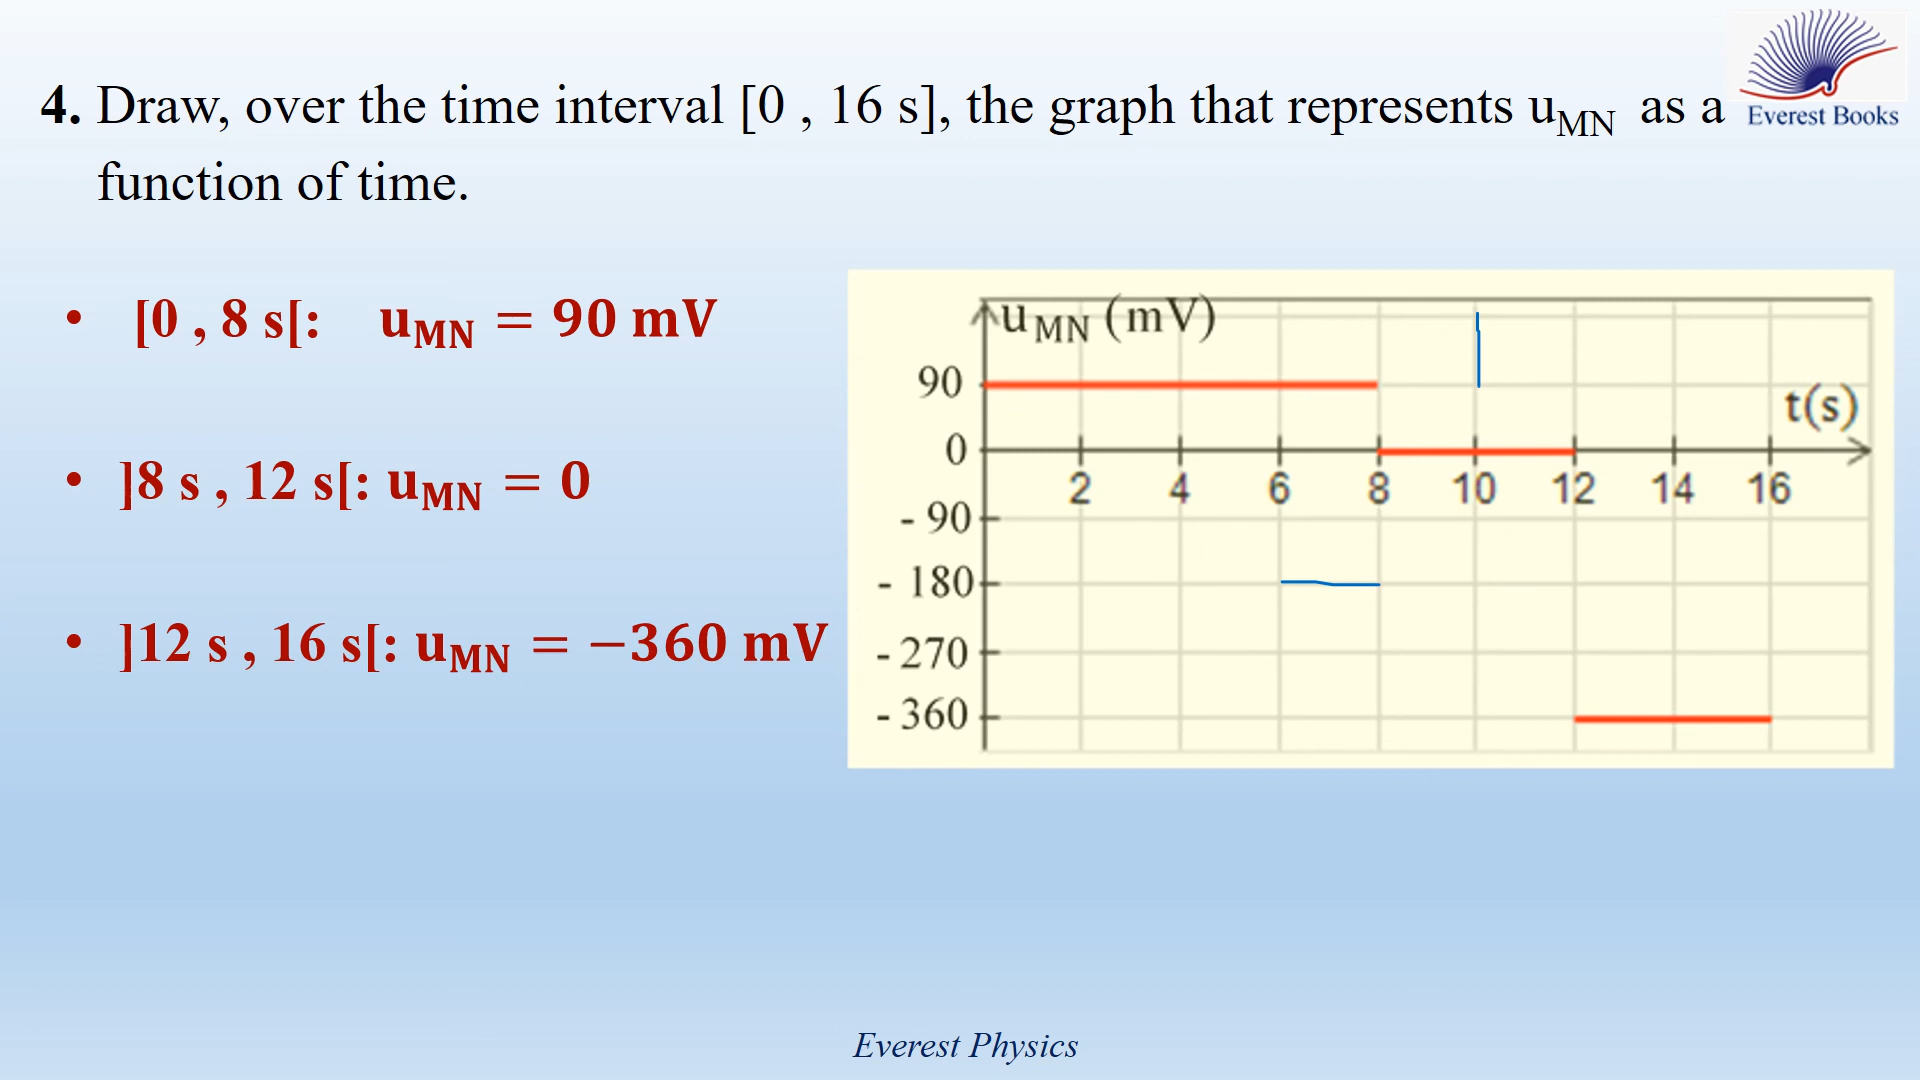 4. Draw, over the time interval [0 , 16 s], the graph that represents uMN as a
function of time.
Everest Books
• [0 , 8 s[: uMN = 90 mV
• ]8 s , 12 s[: uMN = 0
• ]12 s , 16 s[: uMN = −360 mV
uMN (mV)
90
t(s)
0
2 4 6 8 10 12 14 16
- 90
- 180
- 270
- 360
Everest Physics